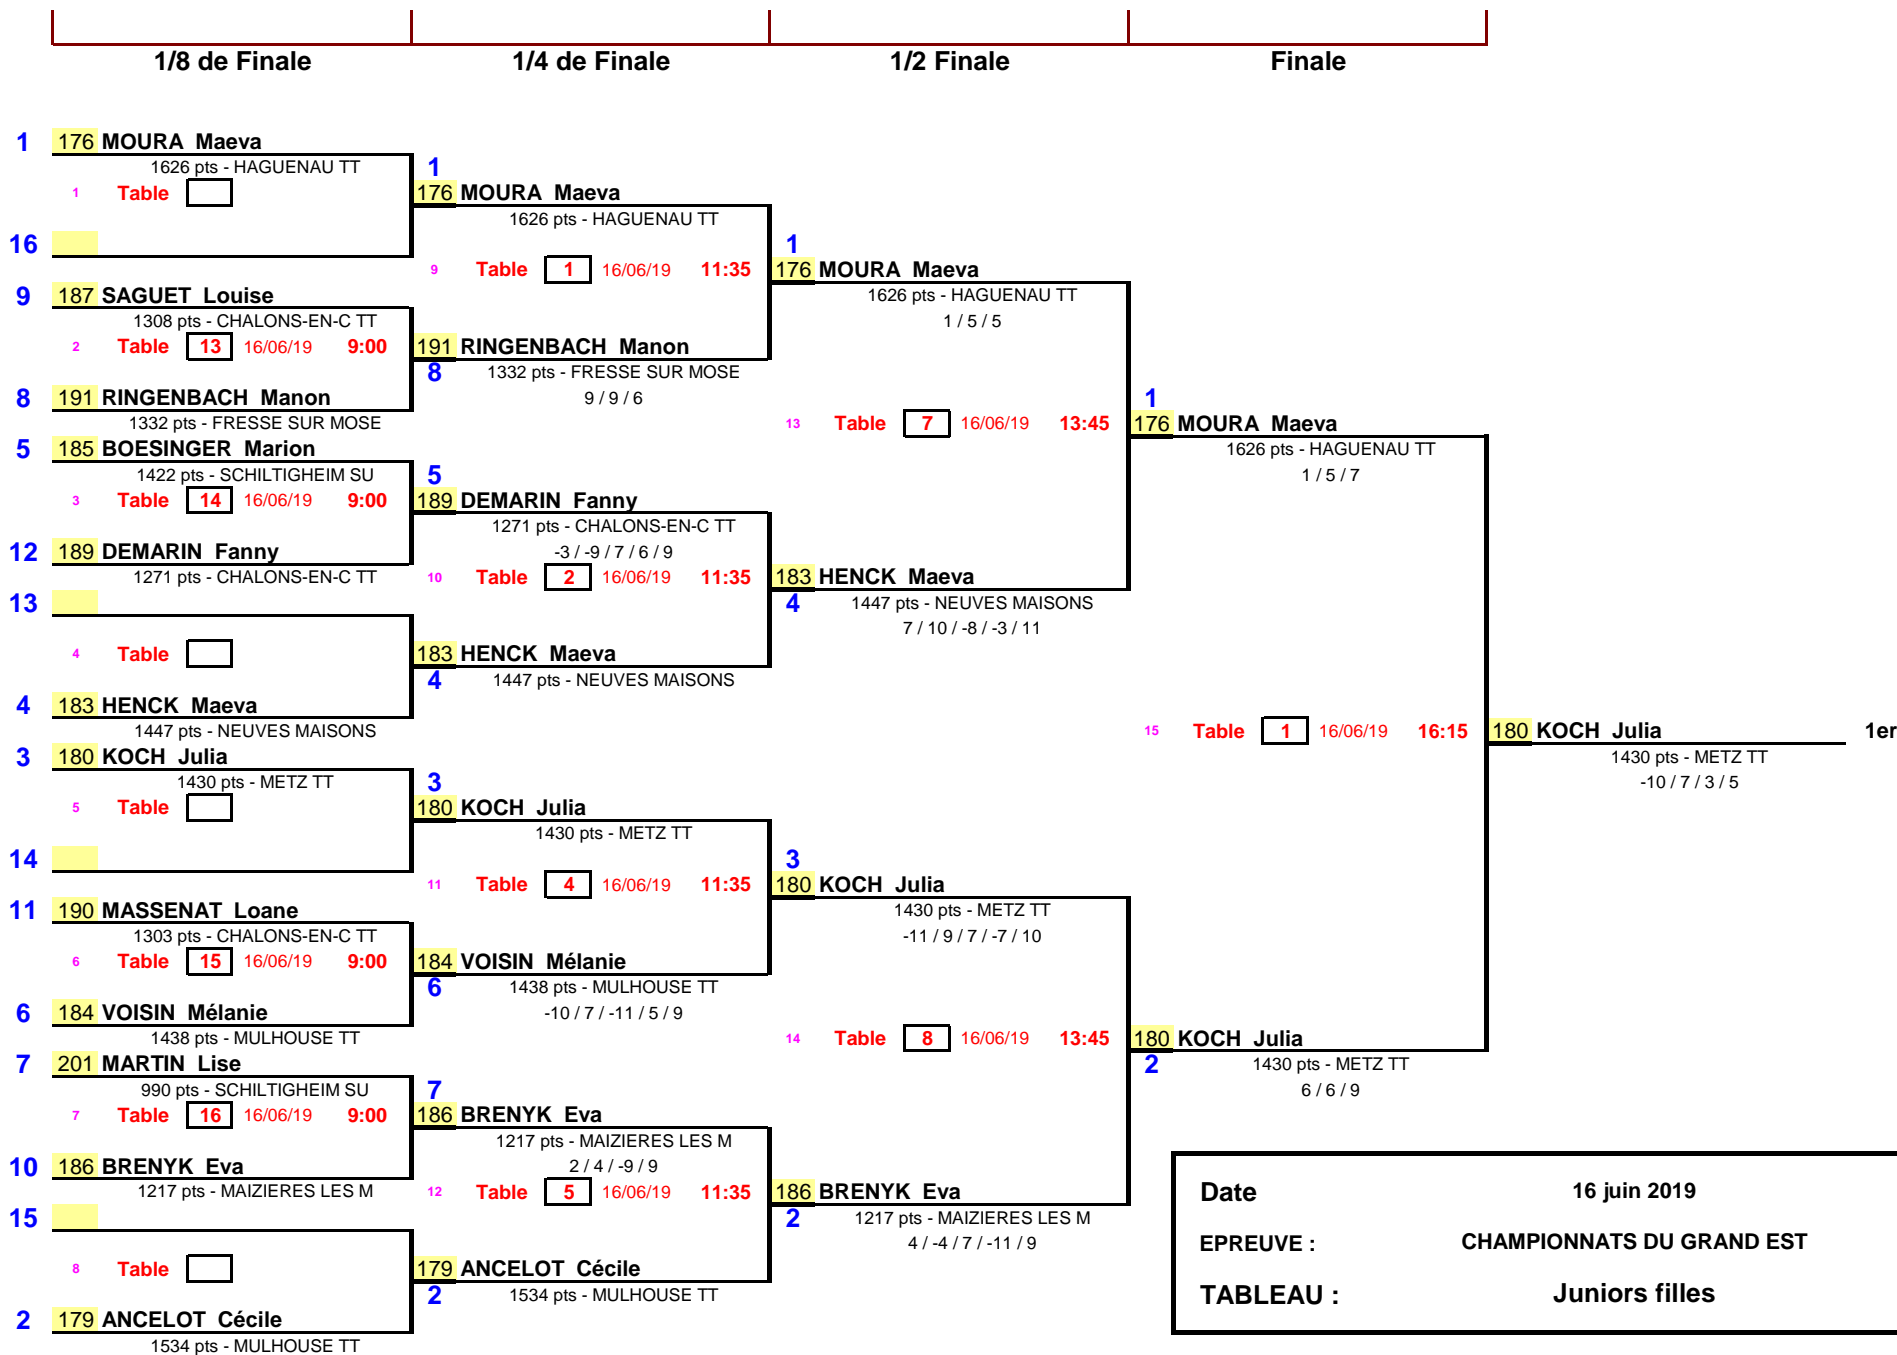 1/8 de Finale 1/4 de Finale 1/2 Finale Finale
1 176 MOURA Maeva
1626 pts - HAGUENAU TT
1 Table
16
9 187 SAGUET Louise
1308 pts - CHALONS-EN-C TT
2 Table 13 16/06/19 9:00
8 191 RINGENBACH Manon
1332 pts - FRESSE SUR MOSE
5 185 BOESINGER Marion
1422 pts - SCHILTIGHEIM SU
3 Table 14 16/06/19 9:00
12 189 DEMARIN Fanny
1271 pts - CHALONS-EN-C TT
13
4 Table
4 183 HENCK Maeva
1447 pts - NEUVES MAISONS
3 180 KOCH Julia
1430 pts - METZ TT
5 Table
14
11 190 MASSENAT Loane
1303 pts - CHALONS-EN-C TT
6 Table 15 16/06/19 9:00
6 184 VOISIN Mélanie
1438 pts - MULHOUSE TT
7 201 MARTIN Lise
990 pts - SCHILTIGHEIM SU
7 Table 16 16/06/19 9:00
10 186 BRENYK Eva
1217 pts - MAIZIERES LES M
15
8 Table
2 179 ANCELOT Cécile
1534 pts - MULHOUSE TT
1
176 MOURA Maeva
1626 pts - HAGUENAU TT
9 Table 1 16/06/19 11:35
191 RINGENBACH Manon
8 1332 pts - FRESSE SUR MOSE
9 / 9 / 6
5
189 DEMARIN Fanny
1271 pts - CHALONS-EN-C TT
-3 / -9 / 7 / 6 / 9
10 Table 2 16/06/19 11:35
183 HENCK Maeva
4 1447 pts - NEUVES MAISONS
3
180 KOCH Julia
1430 pts - METZ TT
11 Table 4 16/06/19 11:35
184 VOISIN Mélanie
6 1438 pts - MULHOUSE TT
-10 / 7 / -11 / 5 / 9
7
186 BRENYK Eva
1217 pts - MAIZIERES LES M
2 / 4 / -9 / 9
12 Table 5 16/06/19 11:35
179 ANCELOT Cécile
2 1534 pts - MULHOUSE TT
1
176 MOURA Maeva
1626 pts - HAGUENAU TT
1 / 5 / 5
13 Table 7 16/06/19 13:45
183 HENCK Maeva
4 1447 pts - NEUVES MAISONS
7 / 10 / -8 / -3 / 11
3
180 KOCH Julia
1430 pts - METZ TT
-11 / 9 / 7 / -7 / 10
14 Table 8 16/06/19 13:45
186 BRENYK Eva
2 1217 pts - MAIZIERES LES M
4 / -4 / 7 / -11 / 9
1
176 MOURA Maeva
1626 pts - HAGUENAU TT
1 / 5 / 7
15 Table 1 16/06/19 16:15
180 KOCH Julia
2 1430 pts - METZ TT
6 / 6 / 9
180 KOCH Julia 1er
1430 pts - METZ TT
-10 / 7 / 3 / 5
Date 16 juin 2019
EPREUVE : CHAMPIONNATS DU GRAND EST
TABLEAU : Juniors filles